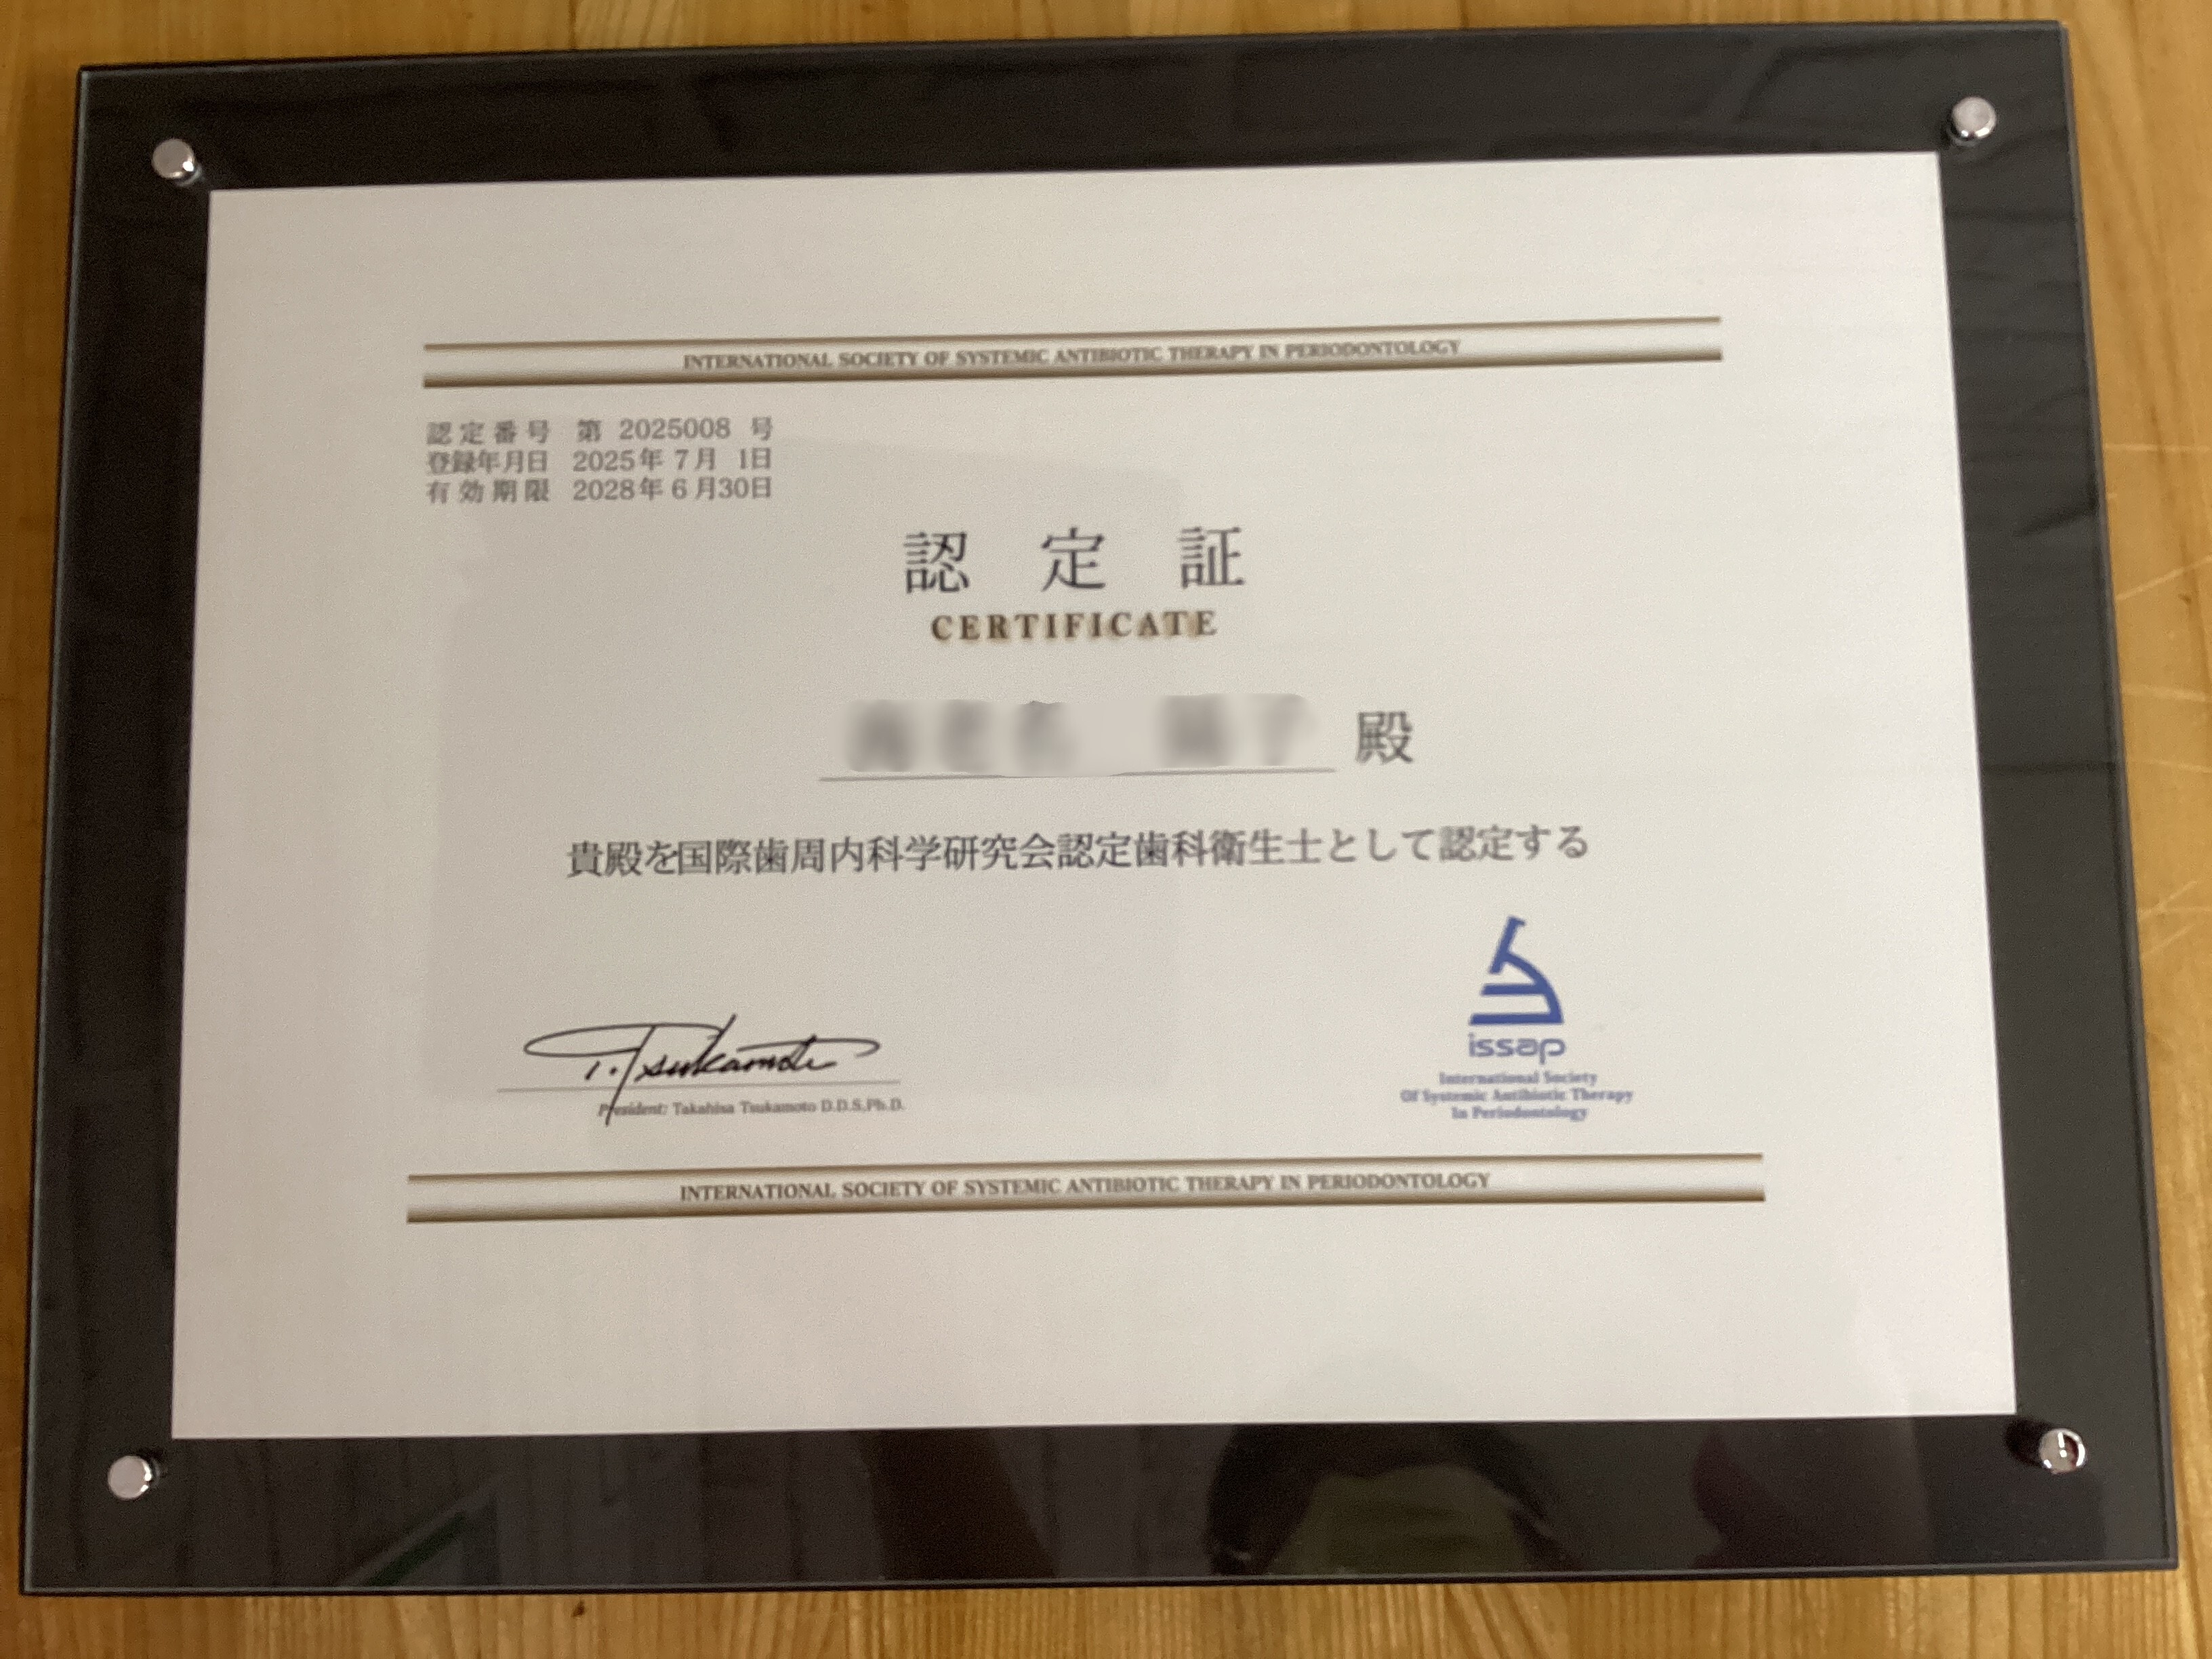 INTERNATIONAL SOCIETY OF SYSTEMIC ANTIBIOTIC THERAPY IN PERIODONTOLOGY
認定番号 第 2025008 号
登録年月日 2025年 7月 1日
有効期限 2028年 6月30日
認定証
CERTIFICATE
殿
貴殿を国際歯周内科学研究会認定歯科衛生士として認定する
T. Tsukamoto
President: Takahisa Tsukamoto D.D.S,Ph.D.
issap
International Society
Of Systemic Antibiotic Therapy
In Periodontology
INTERNATIONAL SOCIETY OF SYSTEMIC ANTIBIOTIC THERAPY IN PERIODONTOLOGY